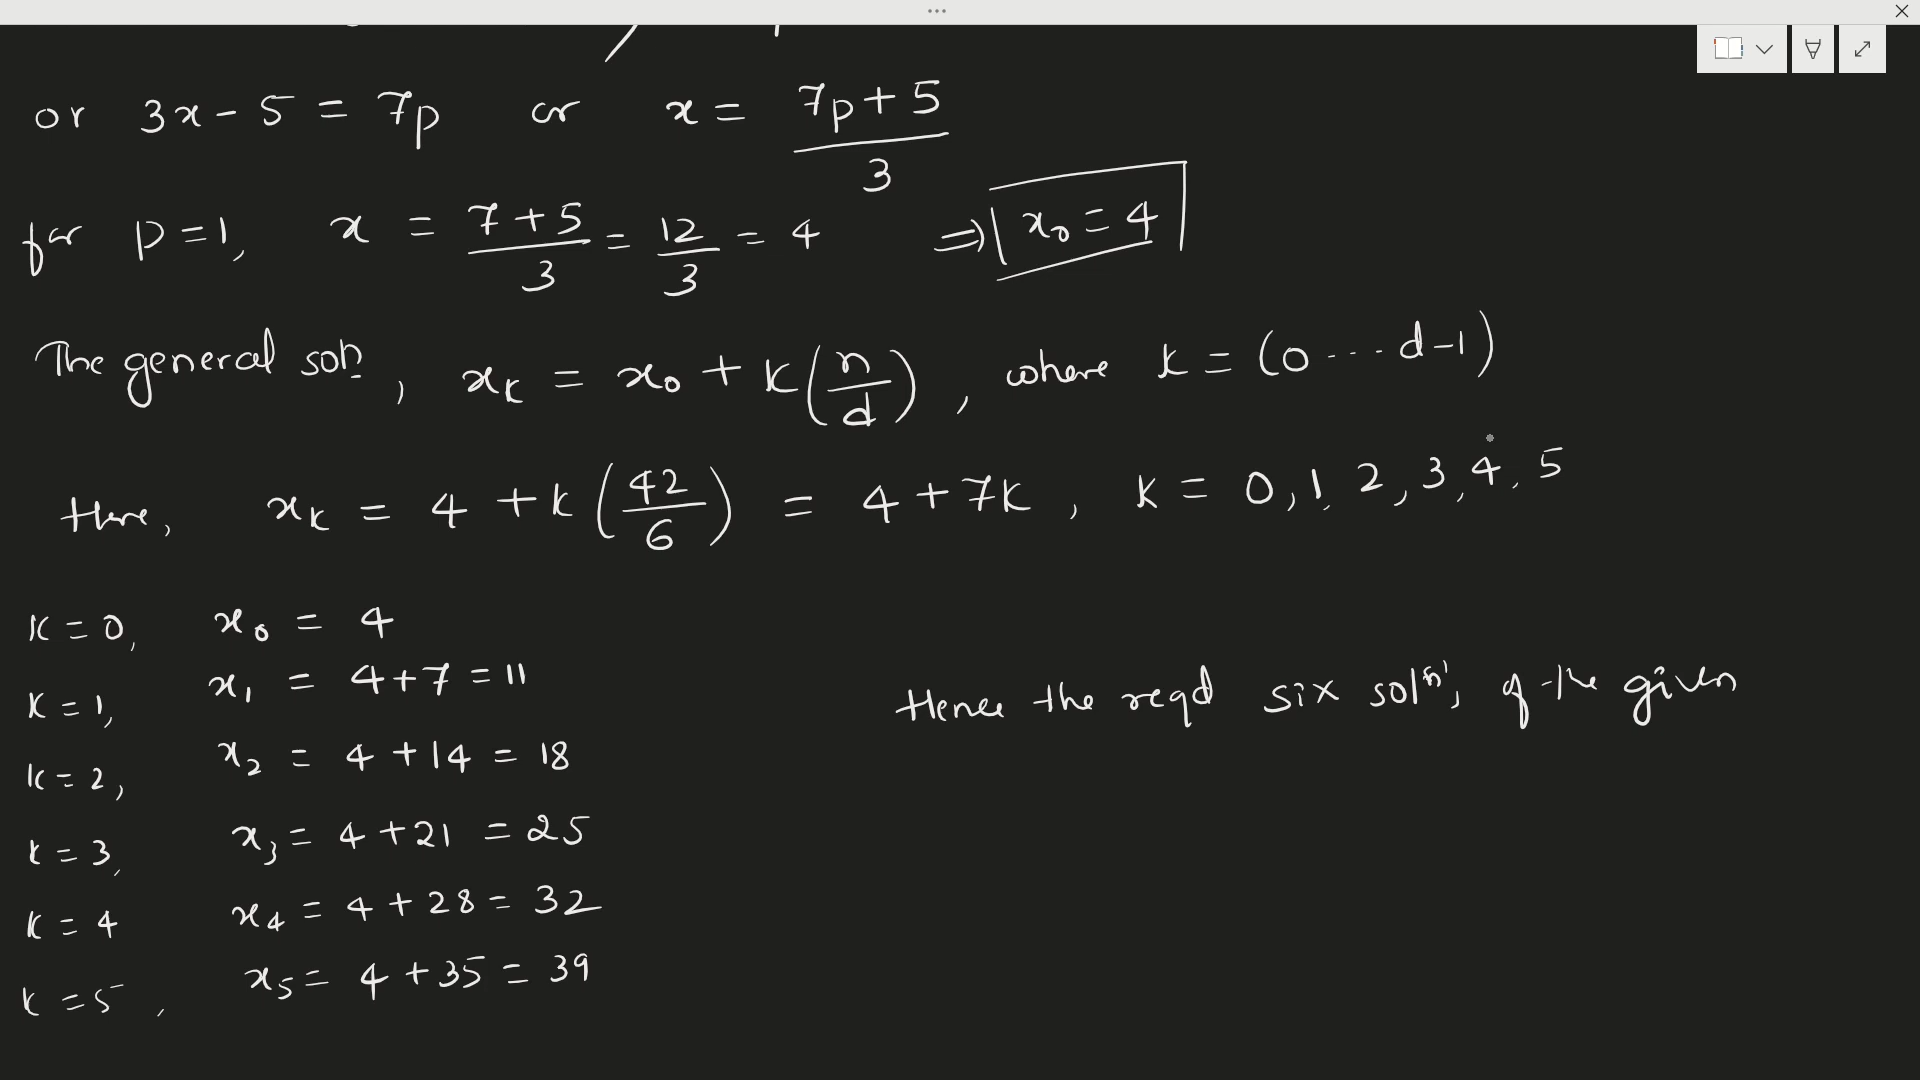 or 3x - 5 = 7p or x = (7p + 5)/3
for p = 1, x = (7 + 5)/3 = 12/3 = 4 ⇒ x₀ = 4
The general solⁿ, xₖ = x₀ + k(n/d), where k = (0 ... d-1)
Here, xₖ = 4 + k(42/6) = 4 + 7k, k = 0, 1, 2, 3, 4, 5
k = 0, x₀ = 4
k = 1, x₁ = 4 + 7 = 11
Hence the reqd six solⁿs, of the given
k = 2, x₂ = 4 + 14 = 18
k = 3, x₃ = 4 + 21 = 25
k = 4 x₄ = 4 + 28 = 32
k = 5, x₅ = 4 + 35 = 39